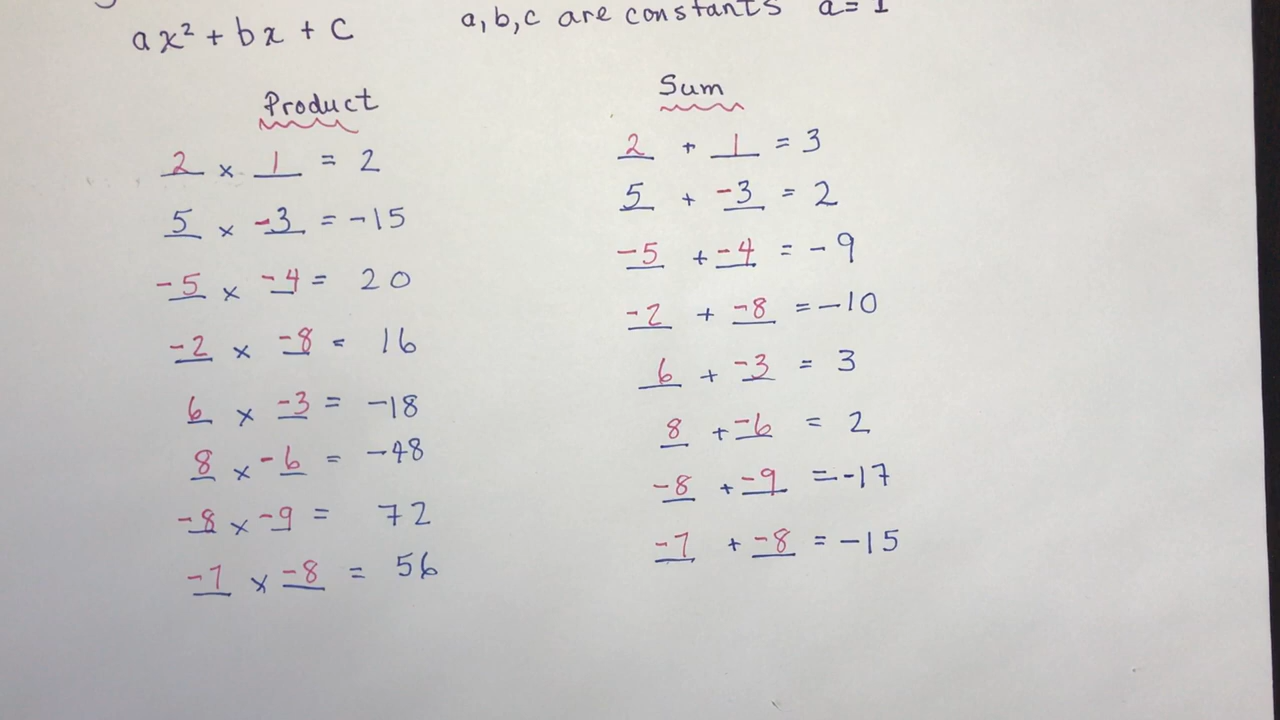 ax² + bx + c a, b, c are constants a = 1
Product Sum
2 x 1 = 2 2 + 1 = 3
5 x -3 = -15 5 + -3 = 2
-5 x -4 = 20 -5 + -4 = -9
-2 x -8 = 16 -2 + -8 = -10
6 x -3 = -18 6 + -3 = 3
8 x -6 = -48 8 + -6 = 2
-8 x -9 = 72 -8 + -9 = -17
-7 x -8 = 56 -7 + -8 = -15